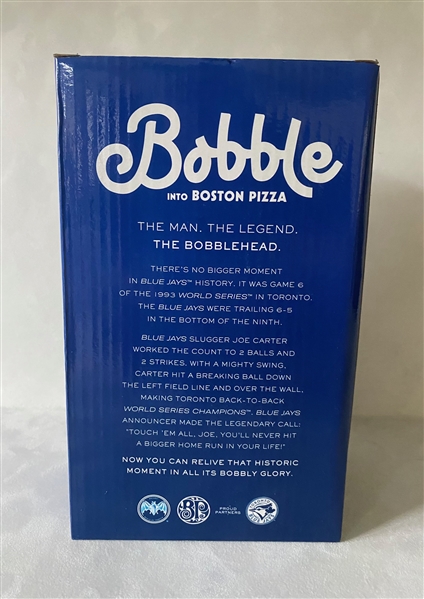 Bobble
INTO BOSTON PIZZA
THE MAN. THE LEGEND.
THE BOBBLEHEAD.
THERE'S NO BIGGER MOMENT
IN BLUE JAYS™ HISTORY. IT WAS GAME 6
OF THE 1993 WORLD SERIES™ IN TORONTO.
THE BLUE JAYS WERE TRAILING 6-5
IN THE BOTTOM OF THE NINTH.
BLUE JAYS SLUGGER JOE CARTER
WORKED THE COUNT TO 2 BALLS AND
2 STRIKES. WITH A MIGHTY SWING,
CARTER HIT A BREAKING BALL DOWN
THE LEFT FIELD LINE AND OVER THE WALL,
MAKING TORONTO BACK-TO-BACK
WORLD SERIES CHAMPIONS™. BLUE JAYS
ANNOUNCER MADE THE LEGENDARY CALL:
"TOUCH 'EM ALL, JOE, YOU'LL NEVER HIT
A BIGGER HOME RUN IN YOUR LIFE!"
NOW YOU CAN RELIVE THAT HISTORIC
MOMENT IN ALL ITS BOBBLY GLORY.
BP
PROUD
PARTNERS